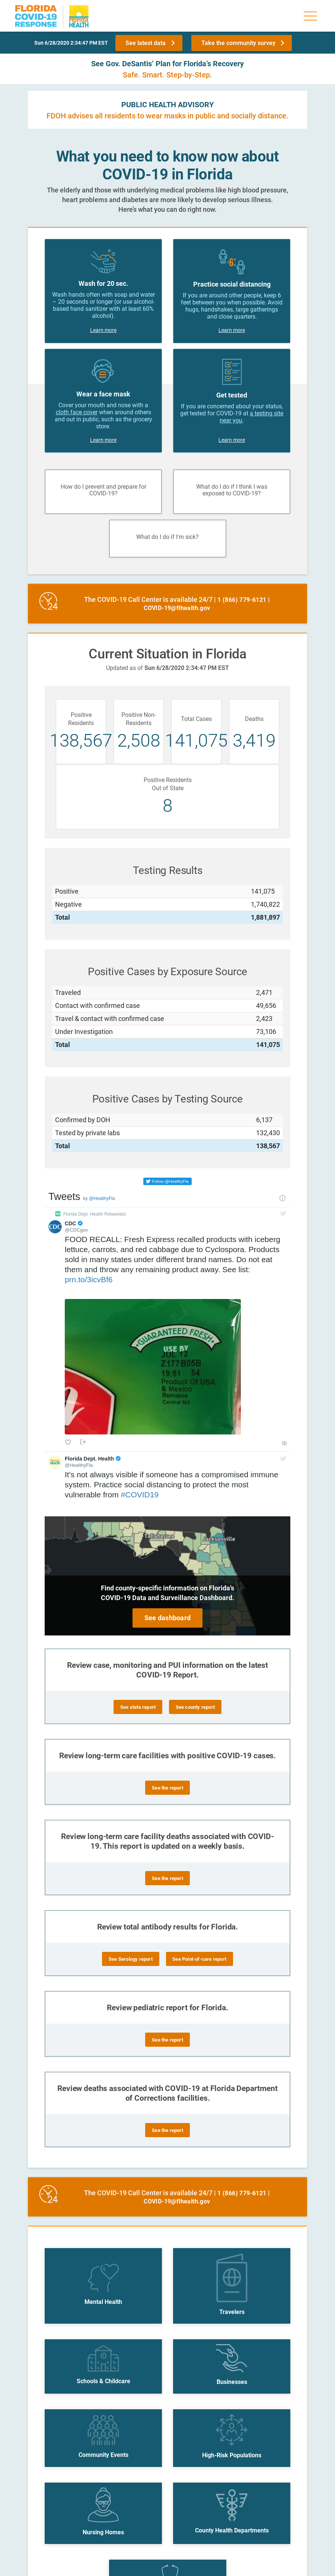 FLORIDA
COVID-19
RESPONSE
Florida
HEALTH
Sun 6/28/2020 2:34:47 PM EST
See latest data
Take the community survey
See Gov. DeSantis' Plan for Florida's Recovery
Safe. Smart. Step-by-Step.
PUBLIC HEALTH ADVISORY
FDOH advises all residents to wear masks in public and socially distance.
What you need to know now about
COVID-19 in Florida
The elderly and those with underlying medical problems like high blood pressure,
heart problems and diabetes are more likely to develop serious illness.
Here's what you can do right now.
Wash for 20 sec.
Wash hands often with soap and water
– 20 seconds or longer (or use alcohol-
based hand sanitizer with at least 60%
alcohol).
Learn more
6'
Practice social distancing
If you are around other people, keep 6
feet between you when possible. Avoid
hugs, handshakes, large gatherings
and close quarters.
Learn more
Wear a face mask
Cover your mouth and nose with a
cloth face cover when around others
and out in public, such as the grocery
store.
Learn more
Get tested
If you are concerned about your status,
get tested for COVID-19 at a testing site
near you.
Learn more
How do I prevent and prepare for
COVID-19?
What do I do if I think I was
exposed to COVID-19?
What do I do if I'm sick?
24
The COVID-19 Call Center is available 24/7 | 1 (866) 779-6121 |
COVID-19@flhealth.gov
Current Situation in Florida
Updated as of Sun 6/28/2020 2:34:47 PM EST
Positive
Residents
138,567
Positive Non-
Residents
2,508
Total Cases
141,075
Deaths
3,419
Positive Residents
Out of State
8
Testing Results
Positive 141,075
Negative 1,740,822
Total 1,881,897
Positive Cases by Exposure Source
Traveled 2,471
Contact with confirmed case 49,656
Travel & contact with confirmed case 2,423
Under Investigation 73,106
Total 141,075
Positive Cases by Testing Source
Confirmed by DOH 6,137
Tested by private labs 132,430
Total 138,567
Follow @HealthyFla
Tweets by @HealthyFla
Florida Dept. Health Retweeted
CDC
CDC
@CDCgov
FOOD RECALL: Fresh Express recalled products with iceberg
lettuce, carrots, and red cabbage due to Cyclospora. Products
sold in many states under different brand names. Do not eat
them and throw any remaining product away. See list:
prn.to/3icvBf6
GUARANTEED FRESH
USE BY
JUL 12
Z177B05B
19:51 54
Product Of USA
and Mexico
Romaine
Central M3
Florida Dept. Health
@HealthyFla
It's not always visible if someone has a compromised immune
system. Practice social distancing to protect the most
vulnerable from #COVID19
Tallahassee
Jacksonville
Find county-specific information on Florida's
COVID-19 Data and Surveillance Dashboard.
See dashboard
Review case, monitoring and PUI information on the latest
COVID-19 Report.
See state report
See county report
Review long-term care facilities with positive COVID-19 cases.
See the report
Review long-term care facility deaths associated with COVID-
19. This report is updated on a weekly basis.
See the report
Review total antibody results for Florida.
See Serology report
See Point-of-care report
Review pediatric report for Florida.
See the report
Review deaths associated with COVID-19 at Florida Department
of Corrections facilities.
See the report
24
The COVID-19 Call Center is available 24/7 | 1 (866) 779-6121 |
COVID-19@flhealth.gov
Mental Health
Travelers
Schools & Childcare
Businesses
Community Events
High-Risk Populations
Nursing Homes
County Health Departments